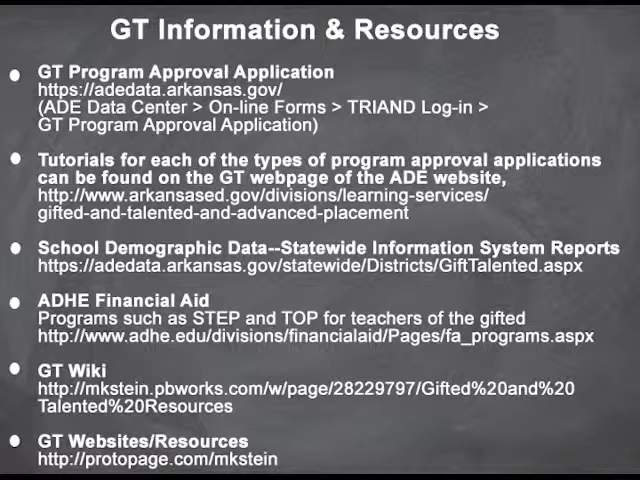 GT Information & Resources
GT Program Approval Application
https://adedata.arkansas.gov/
(ADE Data Center > On-line Forms > TRIAND Log-in >
GT Program Approval Application)
Tutorials for each of the types of program approval applications
can be found on the GT webpage of the ADE website,
http://www.arkansased.gov/divisions/learning-services/
gifted-and-talented-and-advanced-placement
School Demographic Data--Statewide Information System Reports
https://adedata.arkansas.gov/statewide/Districts/GiftTalented.aspx
ADHE Financial Aid
Programs such as STEP and TOP for teachers of the gifted
http://www.adhe.edu/divisions/financialaid/Pages/fa_programs.aspx
GT Wiki
http://mkstein.pbworks.com/w/page/28229797/Gifted%20and%20
Talented%20Resources
GT Websites/Resources
http://protopage.com/mkstein